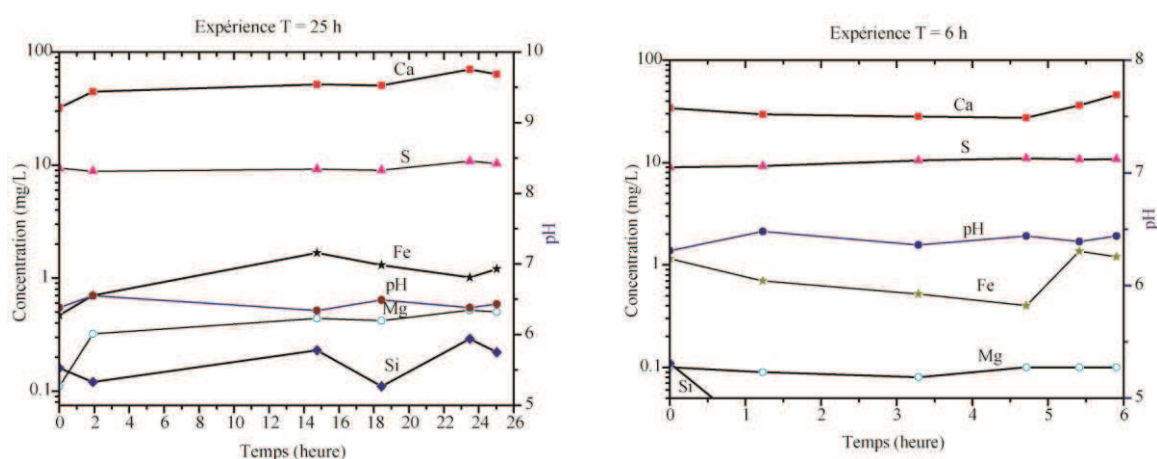 Expérience T = 25 h
100
10
1
0.1
Concentration (mg/L)
10
9
8
7
6
5
pH
Ca
S
Fe
pH
Mg
Si
0 2 4 6 8 10 12 14 16 18 20 22 24 26
Temps (heure)
Expérience T = 6 h
100
10
1
0.1
Concentration (mg/L)
8
7
6
5
pH
Ca
S
pH
Fe
Mg
Si
0 1 2 3 4 5 6
Temps (heure)